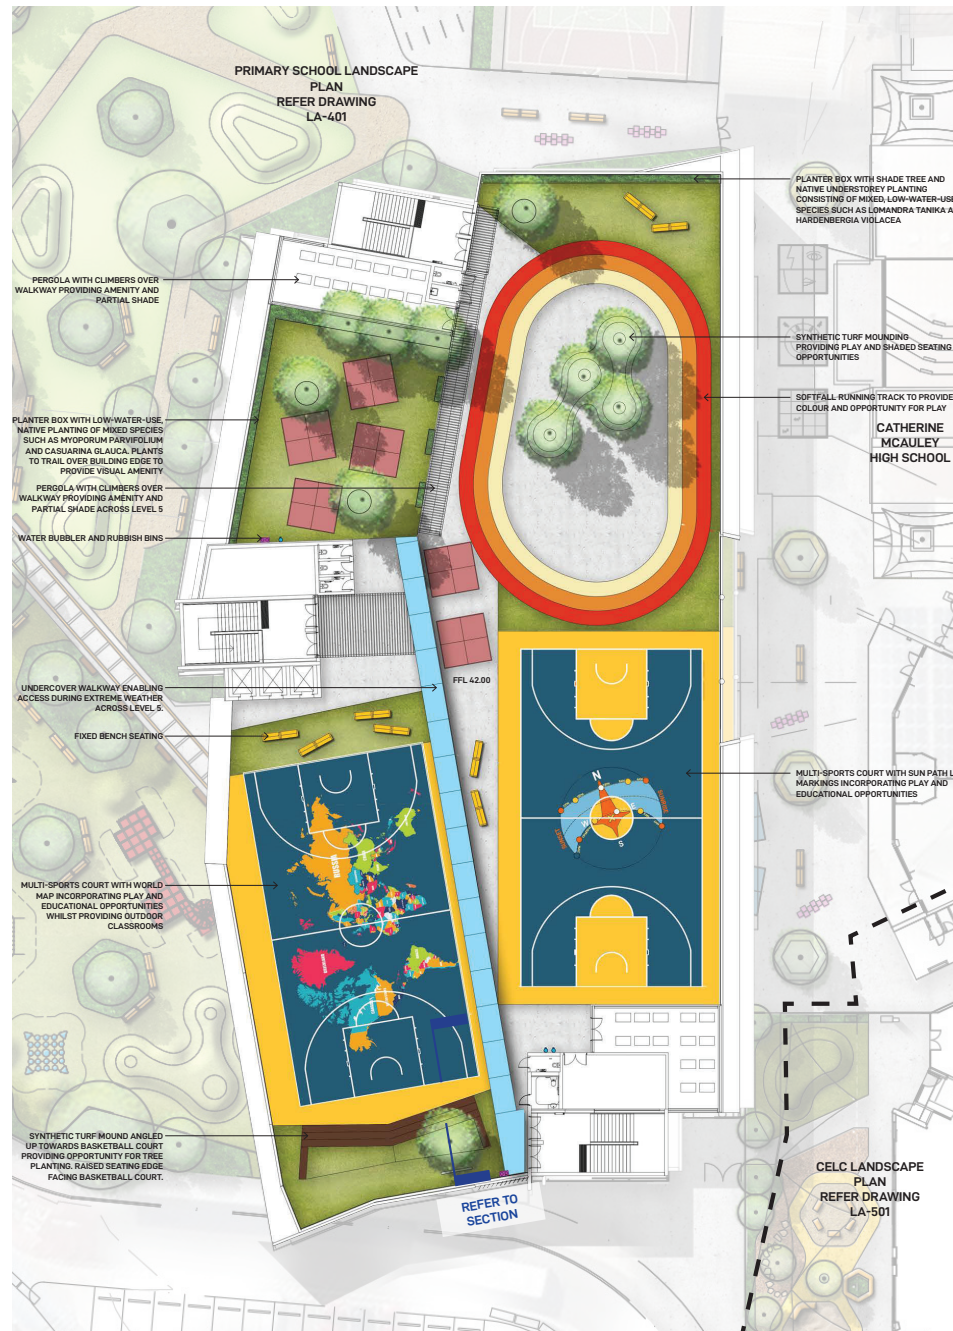 PRIMARY SCHOOL LANDSCAPE
PLAN
REFER DRAWING
LA-401
PLANTER BOX WITH SHADE TREE AND
NATIVE UNDERSTOREY PLANTING
CONSISTING OF MIXED, LOW-WATER-USE
SPECIES SUCH AS LOMANDRA TANIKA A
HARDENBERGIA VIOLACEA
PERGOLA WITH CLIMBERS OVER
WALKWAY PROVIDING AMENITY AND
PARTIAL SHADE
SYNTHETIC TURF MOUNDING
PROVIDING PLAY AND SHADED SEATING
OPPORTUNITIES
SOFTFALL RUNNING TRACK TO PROVIDE
COLOUR AND OPPORTUNITY FOR PLAY
CATHERINE
MCAULEY
HIGH SCHOOL
PLANTER BOX WITH LOW-WATER-USE,
NATIVE PLANTING OF MIXED SPECIES
SUCH AS MYOPORUM PARVIFOLIUM
AND CASUARINA GLAUCA. PLANTS
TO TRAIL OVER BUILDING EDGE TO
PROVIDE VISUAL AMENITY
PERGOLA WITH CLIMBERS OVER
WALKWAY PROVIDING AMENITY AND
PARTIAL SHADE ACROSS LEVEL 5
WATER BUBBLER AND RUBBISH BINS
FFL 42.00
UNDERCOVER WALKWAY ENABLING
ACCESS DURING EXTREME WEATHER
ACROSS LEVEL 5.
FIXED BENCH SEATING
N
E
W
S
MULTI-SPORTS COURT WITH SUN PATH L
MARKINGS INCORPORATING PLAY AND
EDUCATIONAL OPPORTUNITIES
RUSSIA
MULTI-SPORTS COURT WITH WORLD
MAP INCORPORATING PLAY AND
EDUCATIONAL OPPORTUNITIES
WHILST PROVIDING OUTDOOR
CLASSROOMS
SYNTHETIC TURF MOUND ANGLED
UP TOWARDS BASKETBALL COURT
PROVIDING OPPORTUNITY FOR TREE
PLANTING. RAISED SEATING EDGE
FACING BASKETBALL COURT.
REFER TO
SECTION
CELC LANDSCAPE
PLAN
REFER DRAWING
LA-501